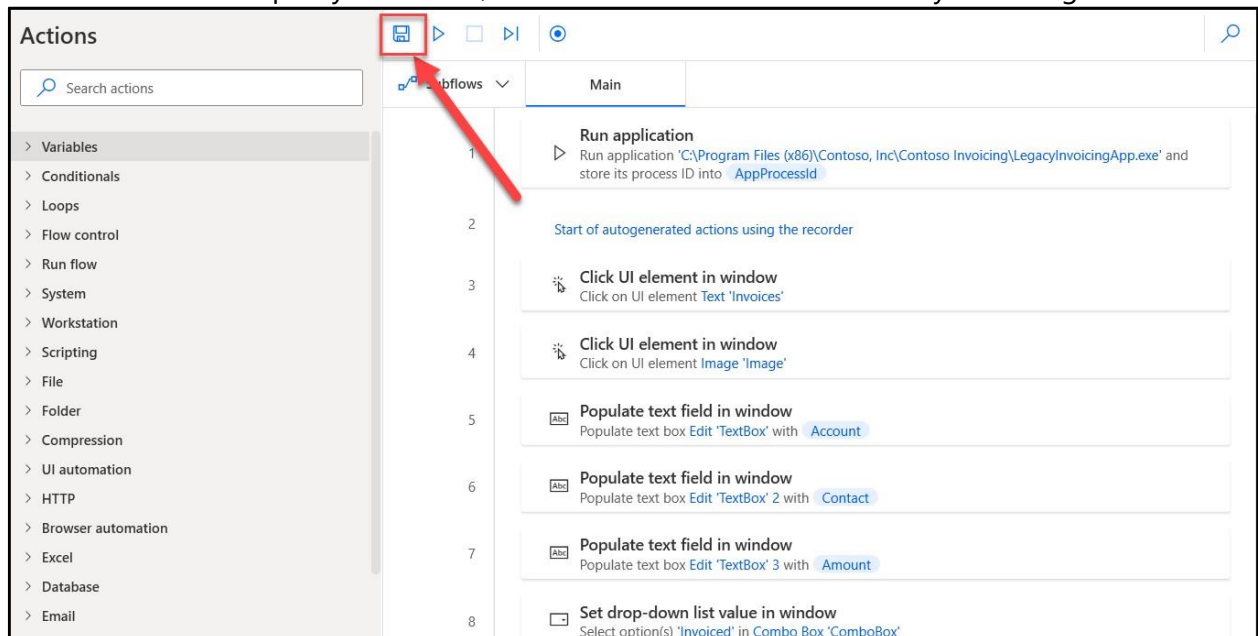 Actions
Search actions
Variables
Conditionals
Loops
Flow control
Run flow
System
Workstation
Scripting
File
Folder
Compression
UI automation
HTTP
Browser automation
Excel
Database
Email
Main
1
Run application
Run application 'C:\Program Files (x86)\Contoso, Inc\Contoso Invoicing\LegacyInvoicingApp.exe' and
store its process ID into AppProcessId
2
Start of autogenerated actions using the recorder
3
Click UI element in window
Click on UI element Text 'Invoices'
4
Click UI element in window
Click on UI element Image 'Image'
5
Abc
Populate text field in window
Populate text box Edit 'TextBox' with Account
6
Abc
Populate text field in window
Populate text box Edit 'TextBox' 2 with Contact
7
Abc
Populate text field in window
Populate text box Edit 'TextBox' 3 with Amount
8
Set drop-down list value in window
Select option(s) 'Invoiced' in Combo Box 'ComboBox'